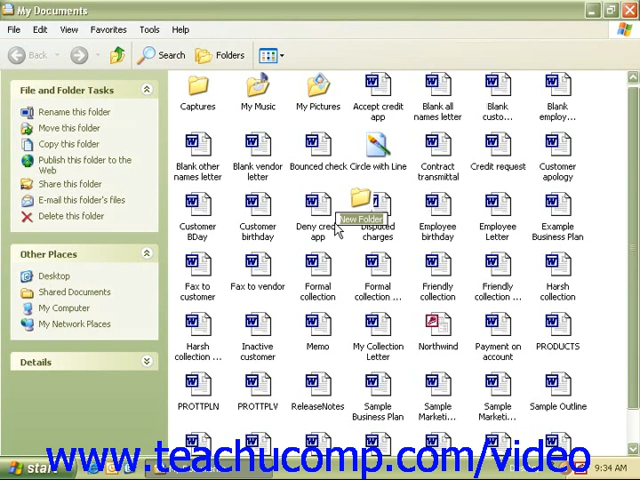 My Documents
File Edit View Favorites Tools Help
Back Search Folders
File and Folder Tasks
Rename this folder
Move this folder
Copy this folder
Publish this folder to the
Web
Share this folder
E-mail this folder's files
Delete this folder
Other Places
Desktop
Shared Documents
My Computer
My Network Places
Details
Captures My Music My Pictures Accept credit
app Blank all
names letter Blank
custo... Blank
employ...
Blank other
names letter Blank vendor
letter Bounced check Circle with Line Contract
transmittal Credit request Customer
apology
New Folder
Customer
BDay Customer
birthday Deny credit
app Disputed
charges Employee
birthday Employee
Letter Example
Business Plan
Fax to
customer Fax to vendor Formal
collection Formal
collection ... Friendly
collection Friendly
collection ... Harsh
collection
Harsh
collection ... Inactive
customer Memo My Collection
Letter Northwind Payment on
account PRODUCTS
PROTTPLN PROTTPLV ReleaseNotes Sample
Business Plan Sample
Marketi... Sample
Marketi... Sample Outline
www.teachucomp.com/video
start 9:34 AM